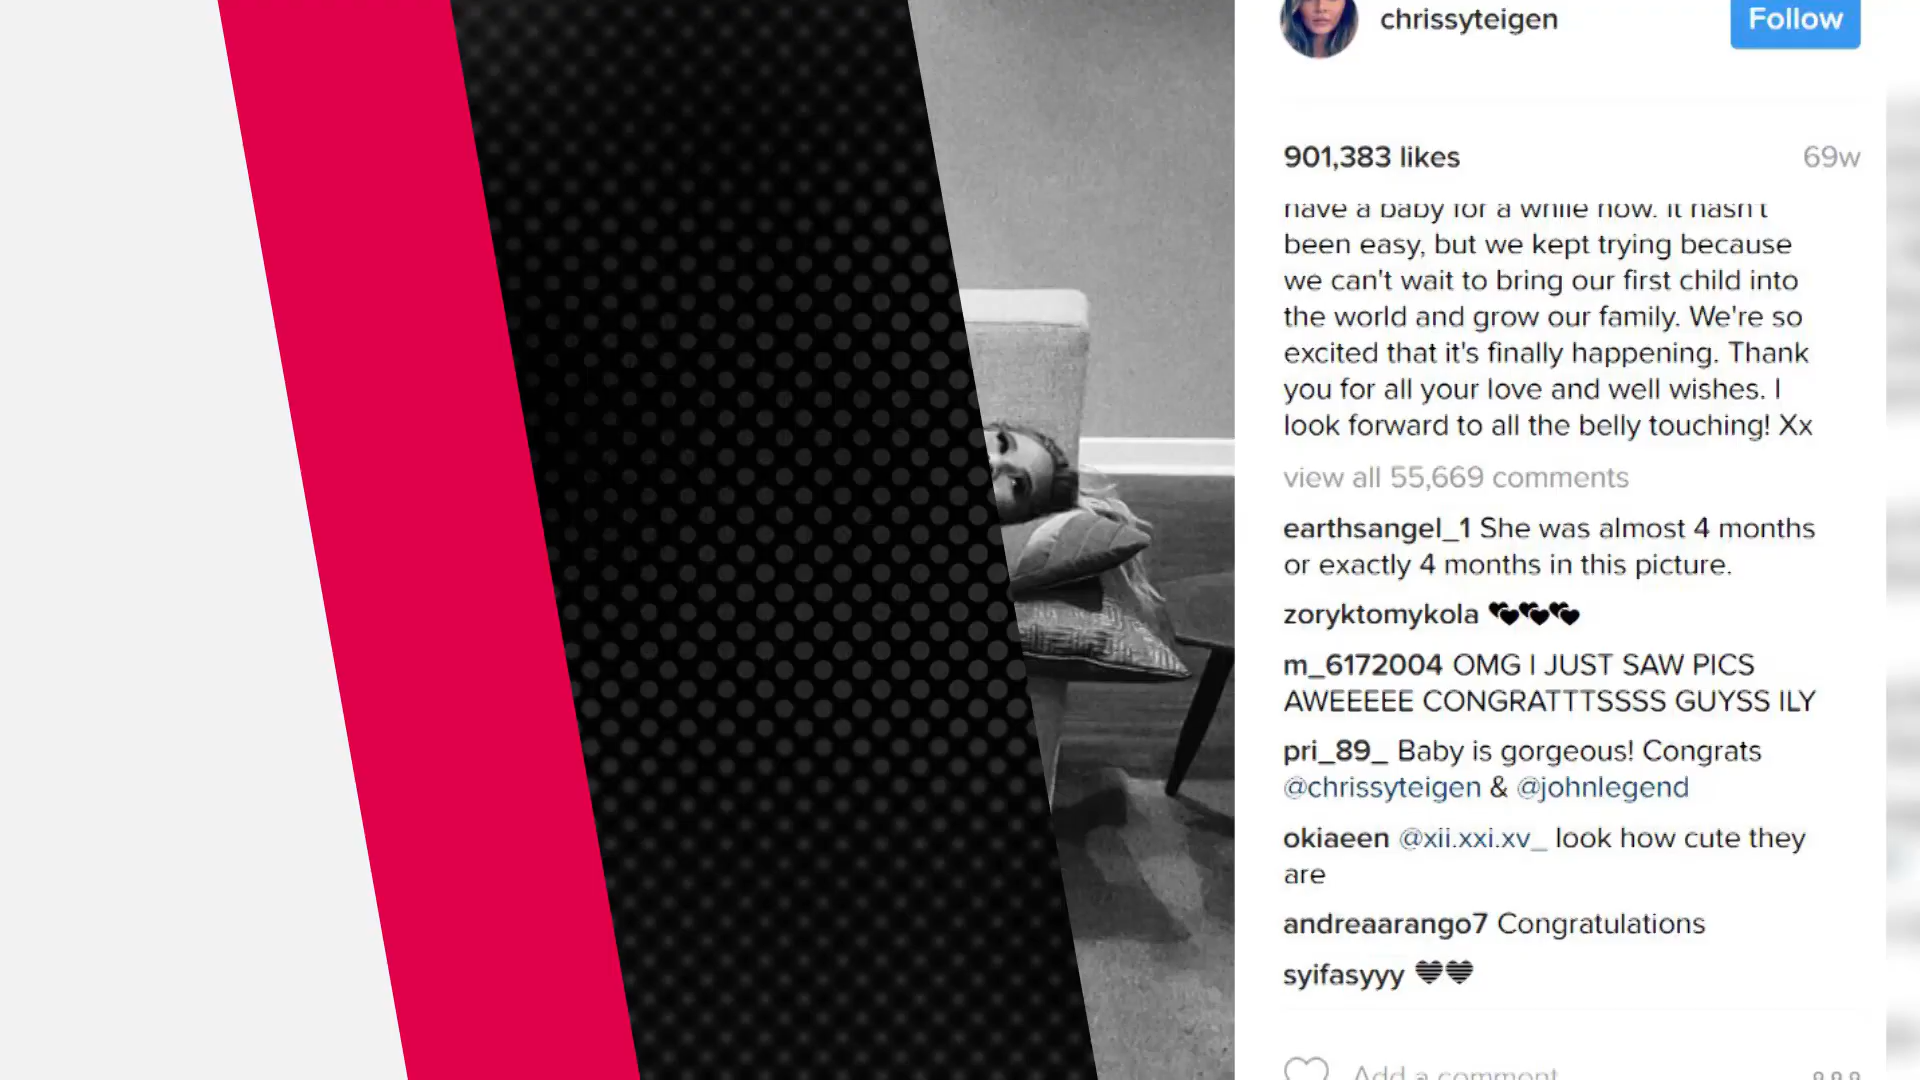 chrissyteigen
Follow
901,383 likes
69w
have a baby for a while now. It hasn't
been easy, but we kept trying because
we can't wait to bring our first child into
the world and grow our family. We're so
excited that it's finally happening. Thank
you for all your love and well wishes. I
look forward to all the belly touching! Xx
view all 55,669 comments
earthsangel_1 She was almost 4 months
or exactly 4 months in this picture.
zoryktomykola
m_6172004 OMG I JUST SAW PICS
AWEEEEE CONGRATTTSSSS GUYSS ILY
pri_89_ Baby is gorgeous! Congrats
@chrissyteigen & @johnlegend
okiaeen @xii.xxi.xv_ look how cute they
are
andreaarango7 Congratulations
syifasyyy
Add a comment